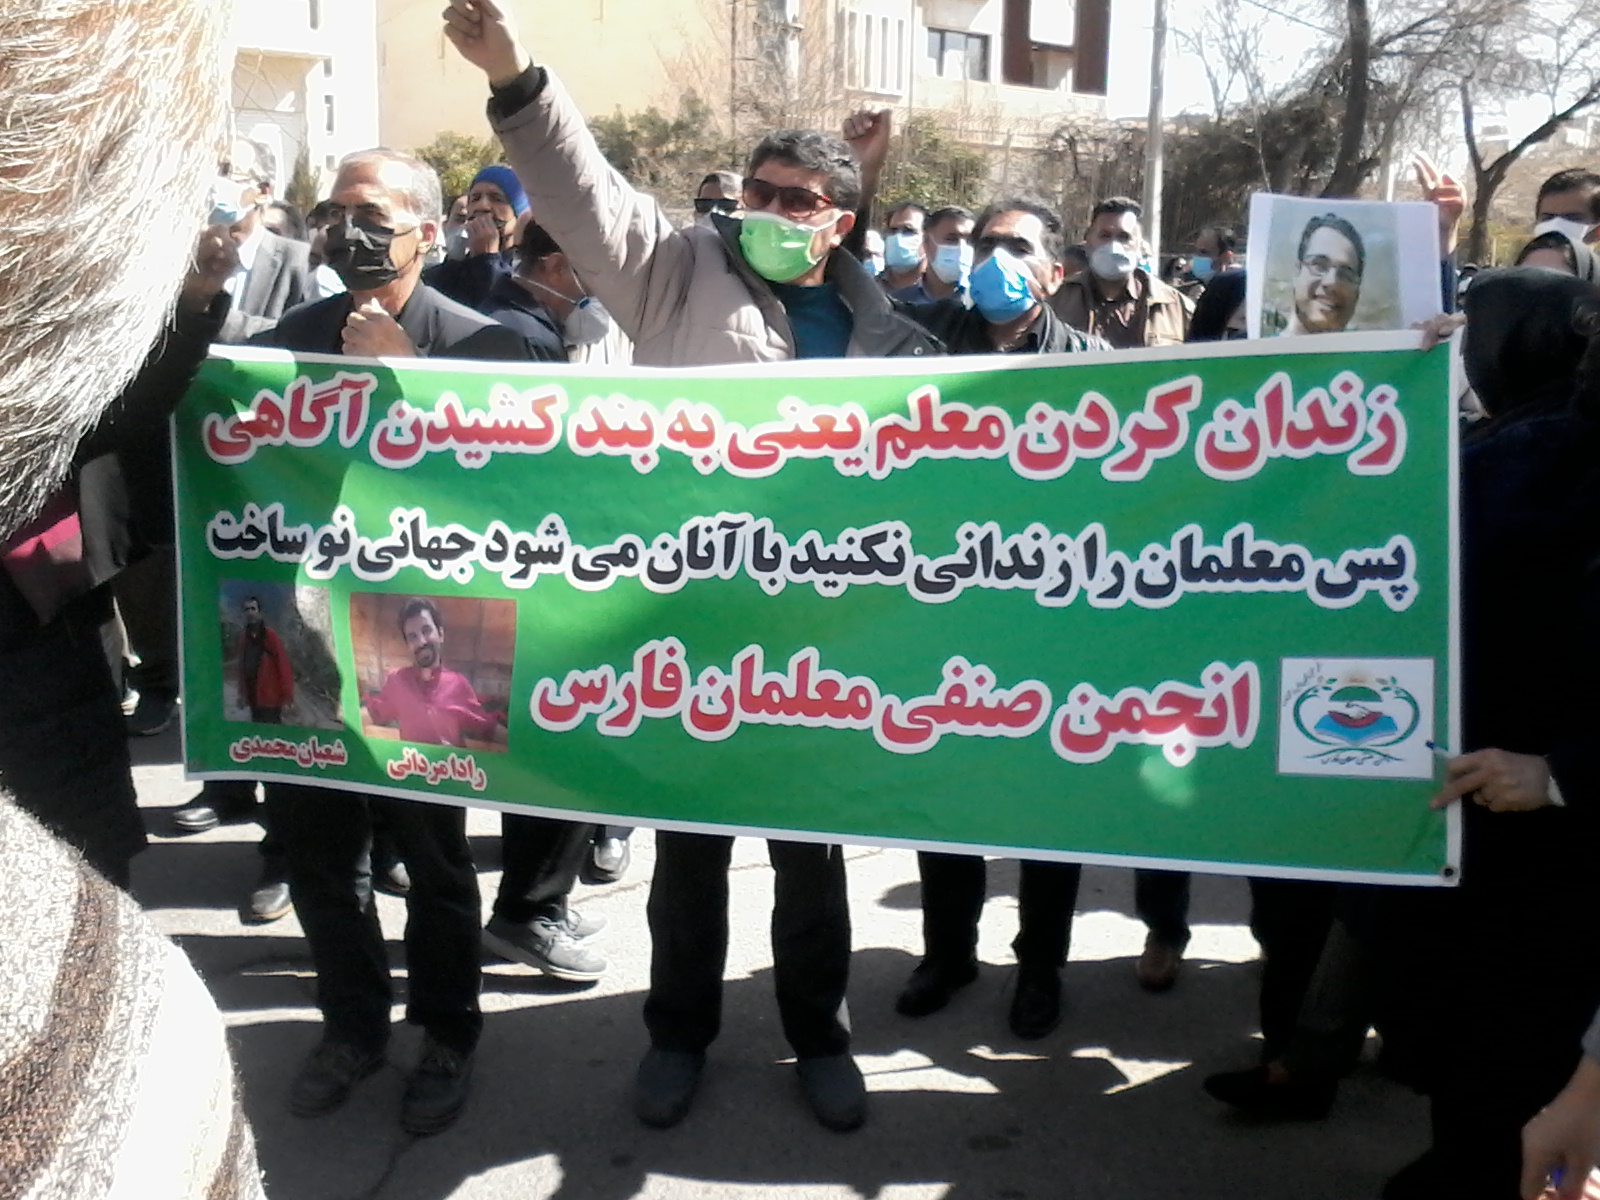 زندان کردن معلم یعنی به بند کشیدن آگاهی
پس معلمان را زندانی نکنید با آنان می شود جهانی نو ساخت
انجمن صنفی معلمان فارس
رادا مردانی
شعبان محمدی